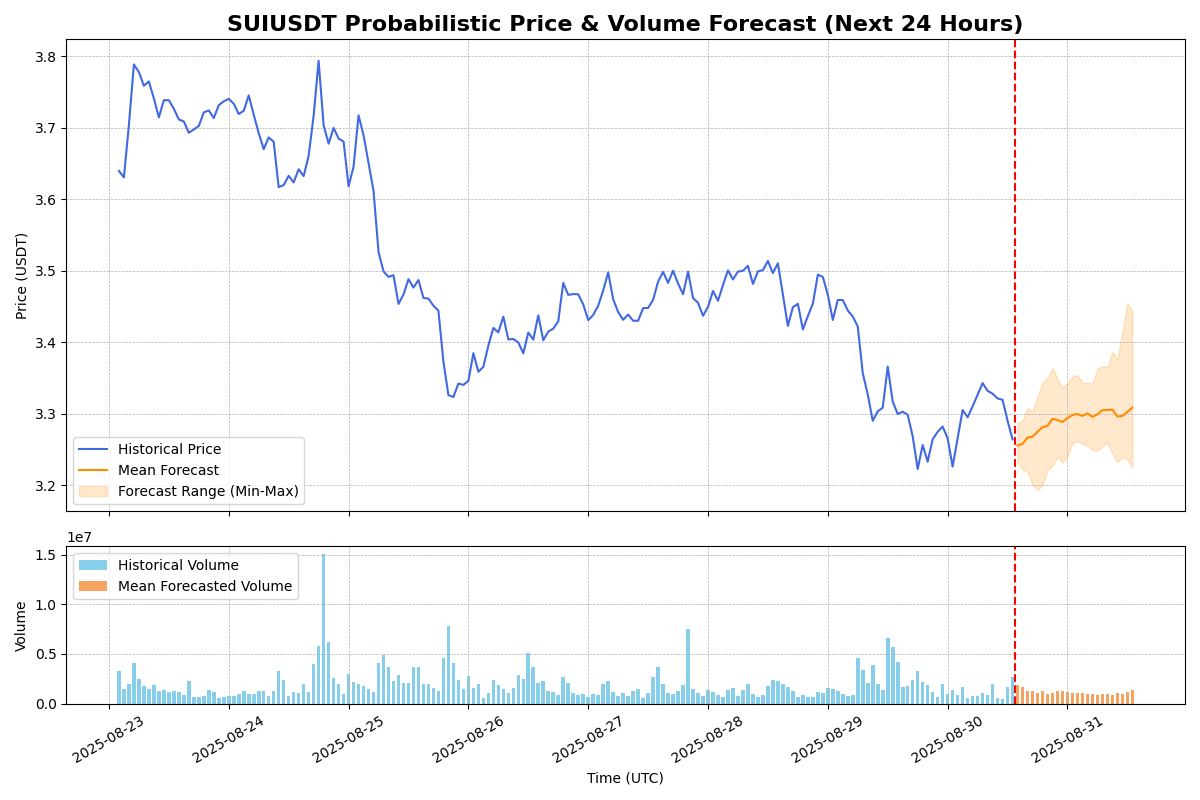 SUIUSDT Probabilistic Price & Volume Forecast (Next 24 Hours)
3.8
3.7
3.6
3.5
3.4
3.3
3.2
Price (USDT)
Historical Price
Mean Forecast
Forecast Range (Min-Max)
1e7
1.5
1.0
0.5
0.0
Volume
Historical Volume
Mean Forecasted Volume
2025-08-23
2025-08-24
2025-08-25
2025-08-26
2025-08-27
2025-08-28
2025-08-29
2025-08-30
2025-08-31
Time (UTC)